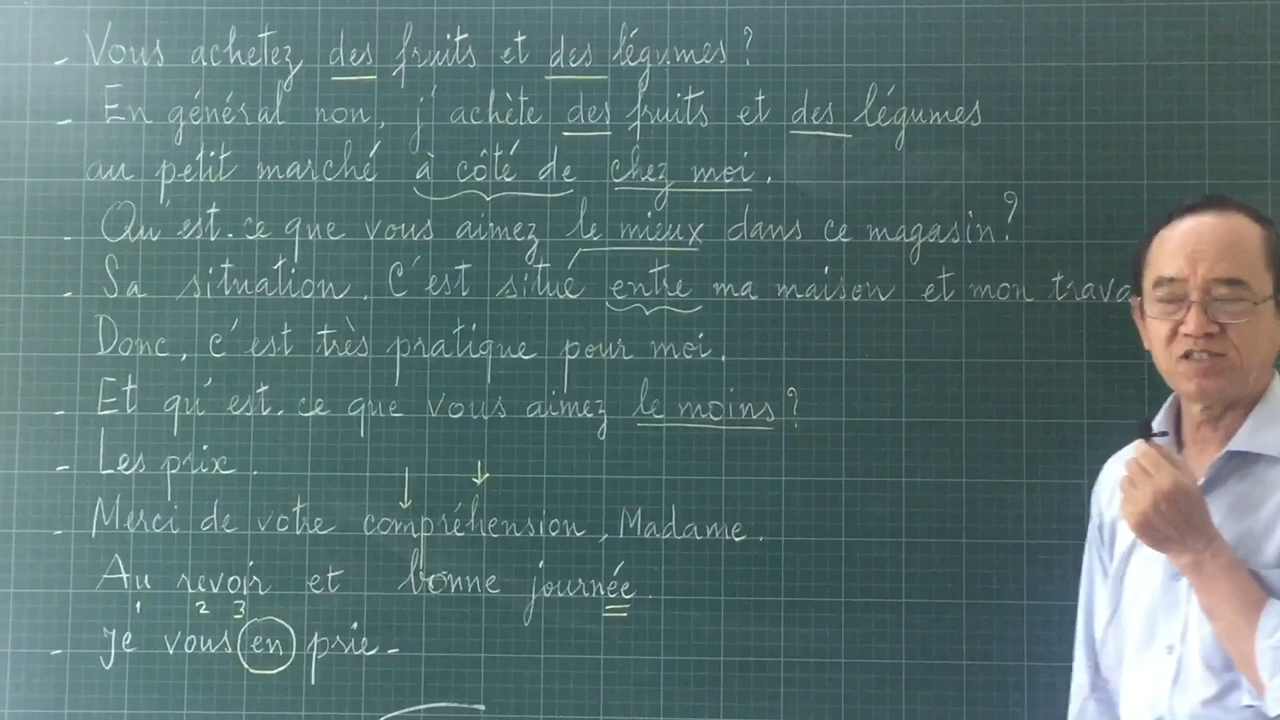 - Vous achetez des fruits et des légumes ?
- En général non, j'achète des fruits et des légumes
au petit marché à côté de chez moi.
- Qu'est-ce que vous aimez le mieux dans ce magasin ?
- Sa situation. C'est situé entre ma maison et mon trava
Donc, c'est très pratique pour moi.
- Et qu'est-ce que vous aimez le moins ?
- Les prix.
- Merci de votre compréhension, Madame.
Au revoir et bonne journée.
1 2 3
- Je vous en prie -